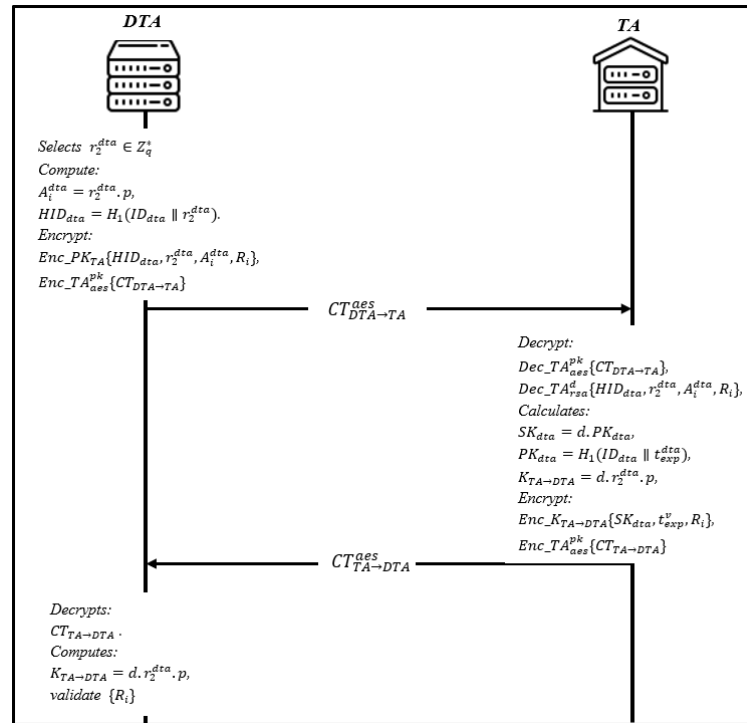 DTA
TA
Selects r₂ᵈᵗᵃ ∈ Z_q^*
Compute:
A_i^{dta} = r_2^{dta}.p,
HID_{dta} = H_1(ID_{dta} ∥ r_2^{dta}).
Encrypt:
Enc_PK_{TA}{HID_{dta}, r_2^{dta}, A_i^{dta}, R_i},
Enc_TA_{aes}^{pk}{CT_{DTA→TA}}
CT_{DTA→TA}^{aes}
Decrypt:
Dec_TA_{aes}^{pk}{CT_{DTA→TA}},
Dec_TA_{rsa}^{d}{HID_{dta}, r_2^{dta}, A_i^{dta}, R_i},
Calculates:
SK_{dta} = d.PK_{dta},
PK_{dta} = H_1(ID_{dta} ∥ t_{exp}^{dta}),
K_{TA→DTA} = d.r_2^{dta}.p,
Encrypt:
Enc_K_{TA→DTA}{SK_{dta}, t_{exp}^{v}, R_i},
Enc_TA_{aes}^{pk}{CT_{TA→DTA}}
CT_{TA→DTA}^{aes}
Decrypts:
CT_{TA→DTA} .
Computes:
K_{TA→DTA} = d.r_2^{dta}.p,
validate {R_i}